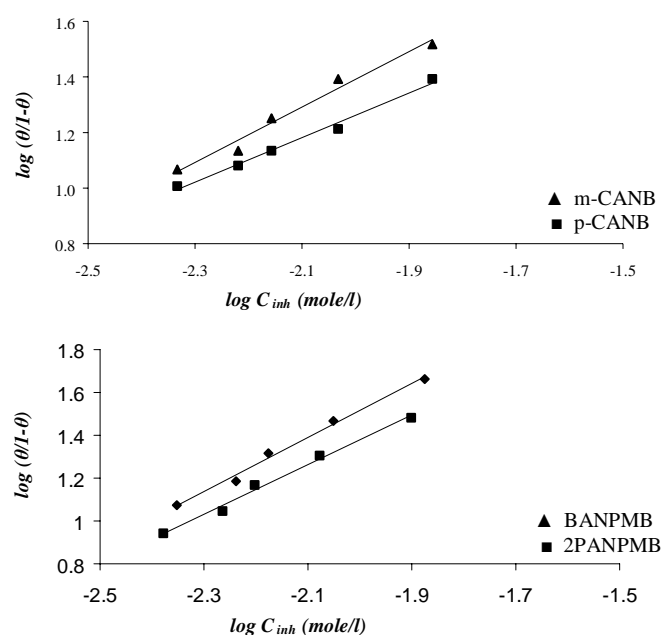 1.6
1.4
1.2
1.0
0.8
log (θ/1-θ)
-2.5 -2.3 -2.1 -1.9 -1.7 -1.5
log C inh (mole/l)
m-CANB
p-CANB
1.8
1.6
1.4
1.2
1
0.8
log (θ/1-θ)
-2.5 -2.3 -2.1 -1.9 -1.7 -1.5
log C inh (mole/l)
BANPMB
2PANPMB